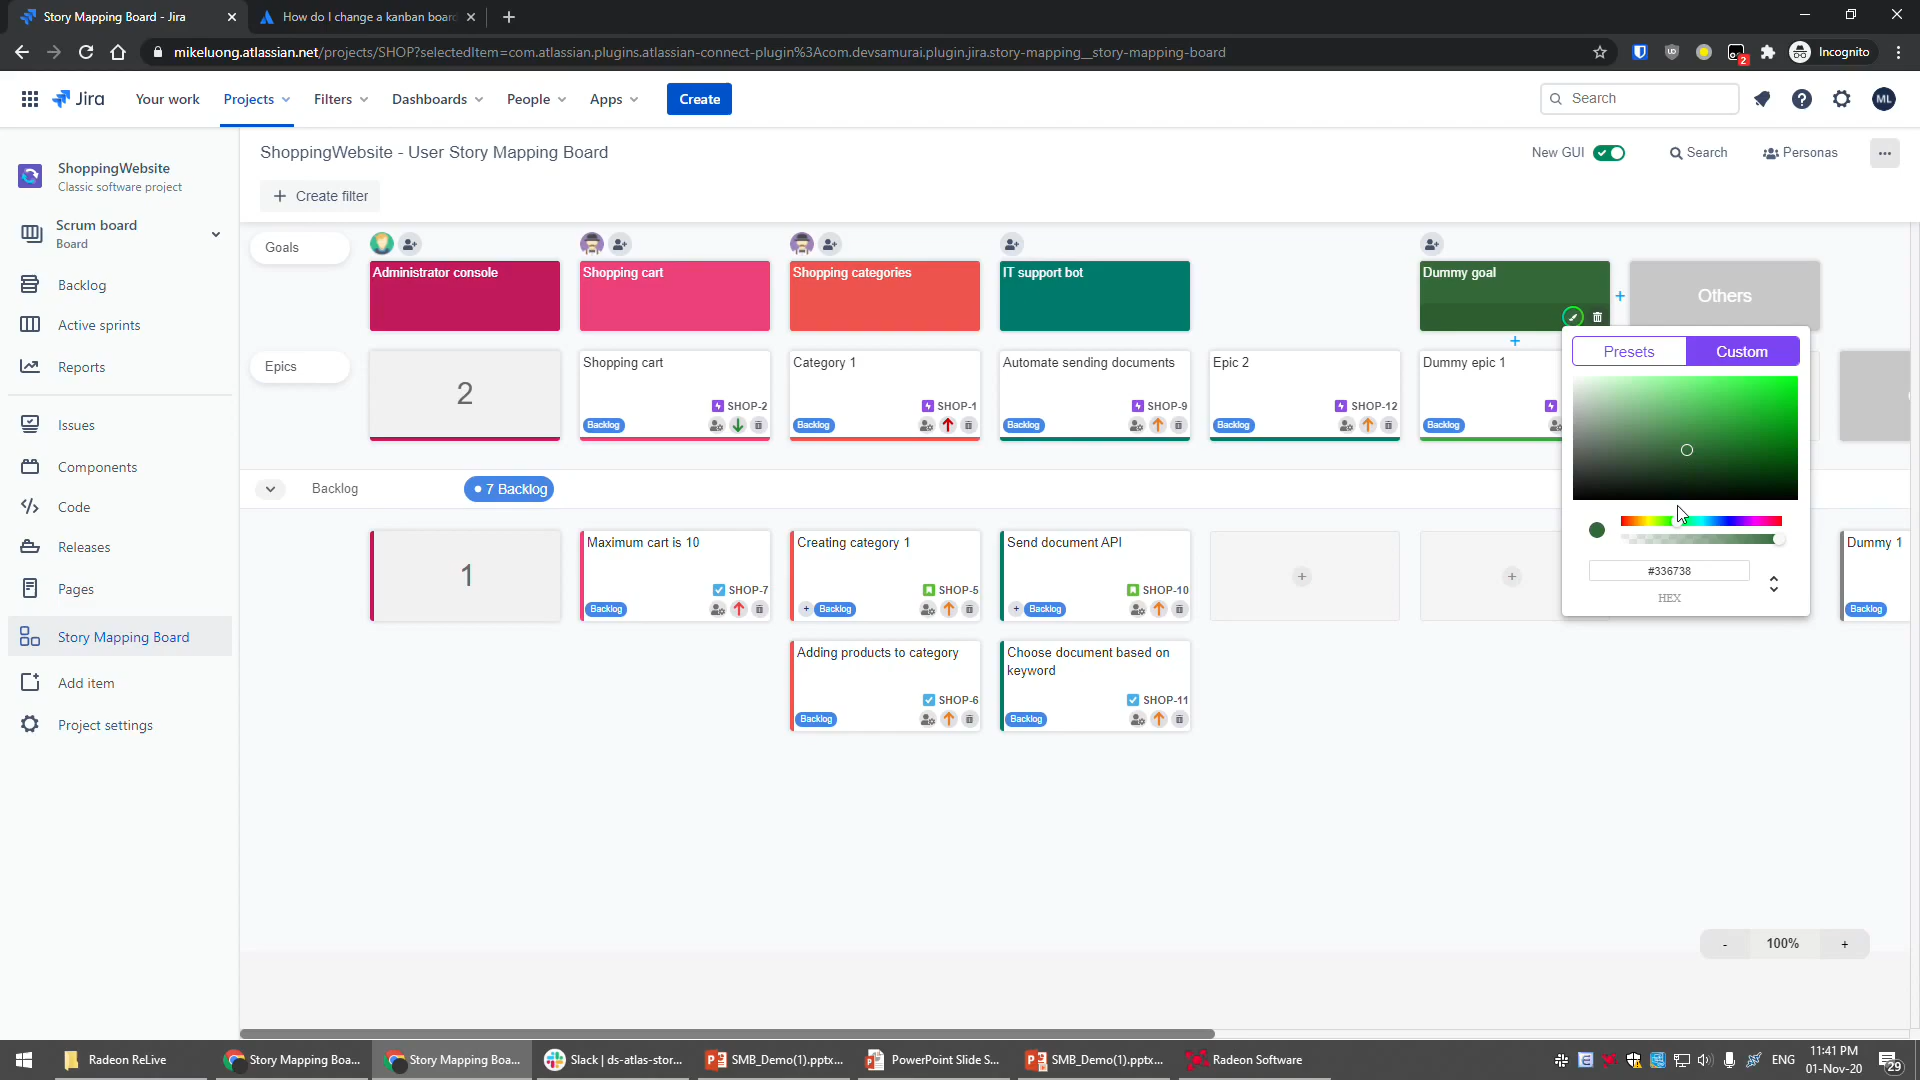 Story Mapping Board - Jira
How do I change a kanban board
mikeluong.atlassian.net/projects/SHOP?selectedItem=com.atlassian.plugins.atlassian-connect-plugin%3Acom.devsamurai.plugin.jira.story-mapping__story-mapping-board
2
Incognito
Jira
Your work
Projects
Filters
Dashboards
People
Apps
Create
Search
ML
ShoppingWebsite
Classic software project
Scrum board
Board
Backlog
Active sprints
Reports
Issues
Components
Code
Releases
Pages
Story Mapping Board
Add item
Project settings
ShoppingWebsite - User Story Mapping Board
New GUI
Search
Personas
+ Create filter
Goals
Administrator console
Shopping cart
Shopping categories
IT support bot
Dummy goal
+
Others
+
Epics
2
Shopping cart
SHOP-2
Backlog
Category 1
SHOP-1
Backlog
Automate sending documents
SHOP-9
Backlog
Epic 2
SHOP-12
Backlog
Dummy epic 1
Backlog
Presets
Custom
#336738
HEX
Backlog
7 Backlog
1
Maximum cart is 10
SHOP-7
Backlog
Creating category 1
SHOP-5
+ Backlog
Send document API
SHOP-10
+ Backlog
+
+
Dummy 1
Backlog
Adding products to category
SHOP-6
Backlog
Choose document based on
keyword
SHOP-11
Backlog
- 100% +
Radeon ReLive
Story Mapping Boa...
Story Mapping Boa...
Slack | ds-atlas-stor...
SMB_Demo(1).pptx...
PowerPoint Slide S...
SMB_Demo(1).pptx...
Radeon Software
ENG
11:41 PM
01-Nov-20
29